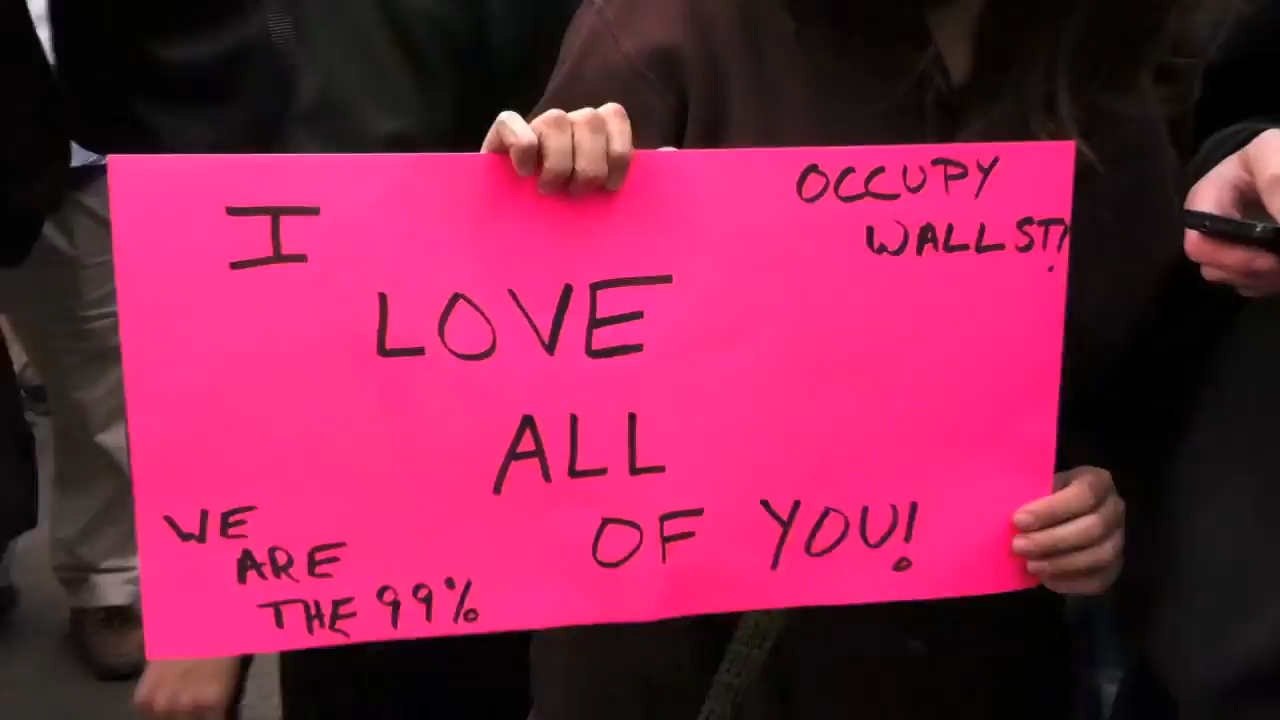 I
LOVE
ALL
OF YOU!
OCCUPY
WALL ST!
WE
ARE
THE 99%